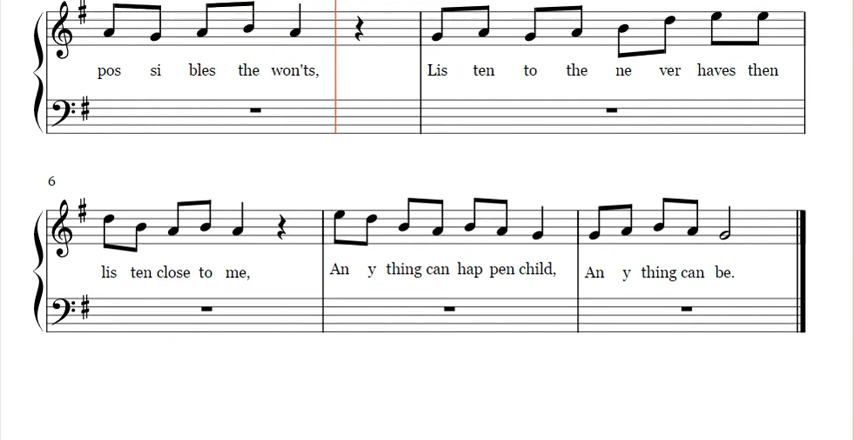 pos si bles the won'ts, Lis ten to the ne ver haves then
6
lis ten close to me, An y thing can hap pen child, An y thing can be.